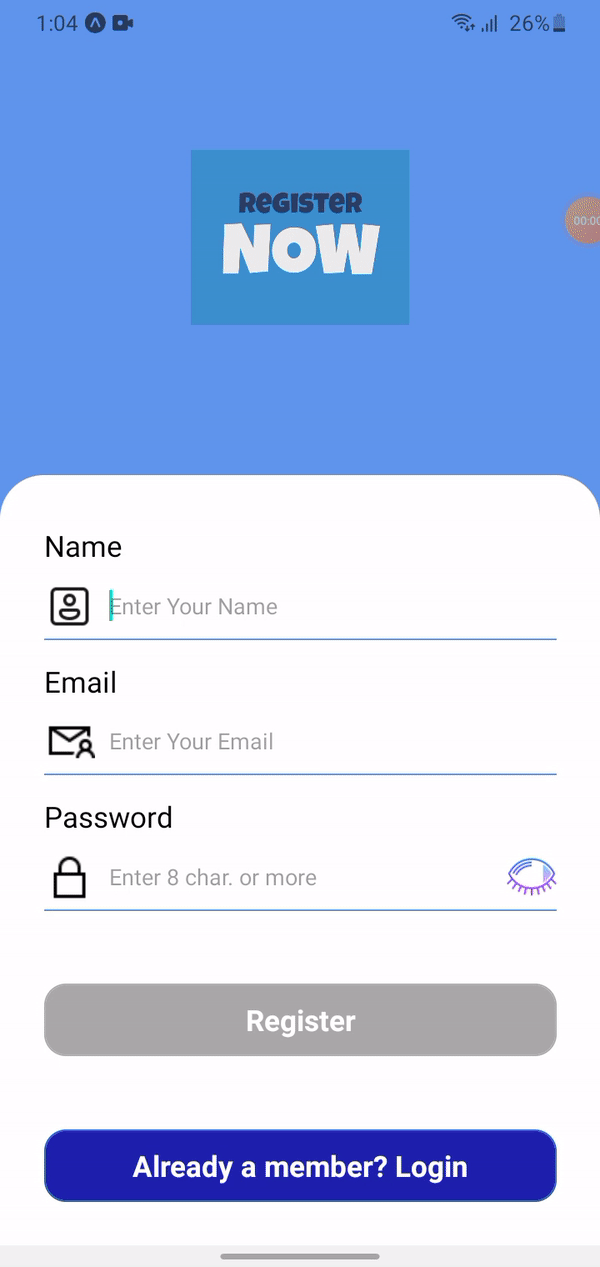 1:04
26%
Register
NOW
00:00
Name
Enter Your Name
Email
Enter Your Email
Password
Enter 8 char. or more
Register
Already a member? Login